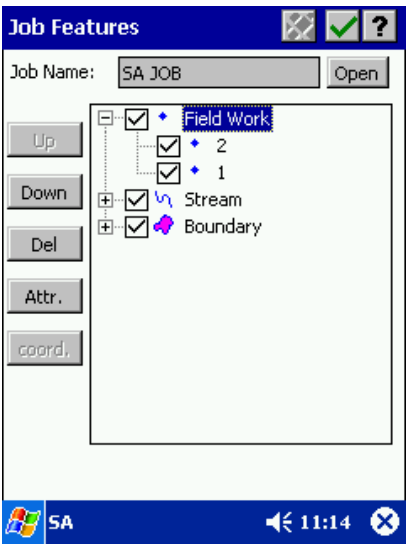 Job Features ?
Job Name: SA JOB Open
Up
Down
Del
Attr.
coord.
Field Work
2
1
Stream
Boundary
SA 11:14